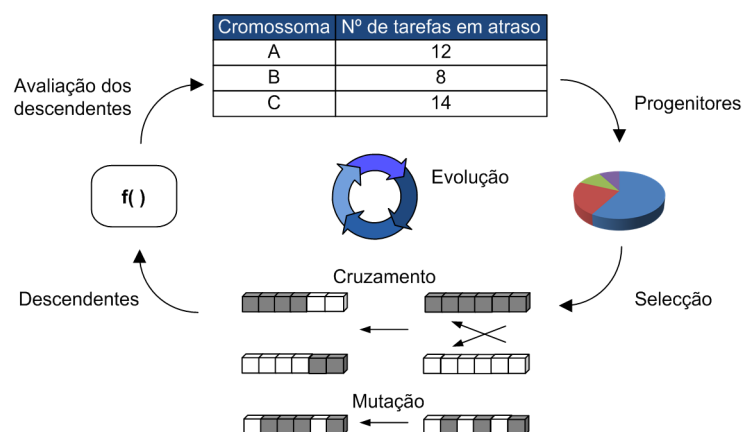 Cromossoma Nº de tarefas em atraso
A 12
B 8
C 14
Avaliação dos
descendentes
Progenitores
f( )
Evolução
Cruzamento
Descendentes
Selecção
Mutação